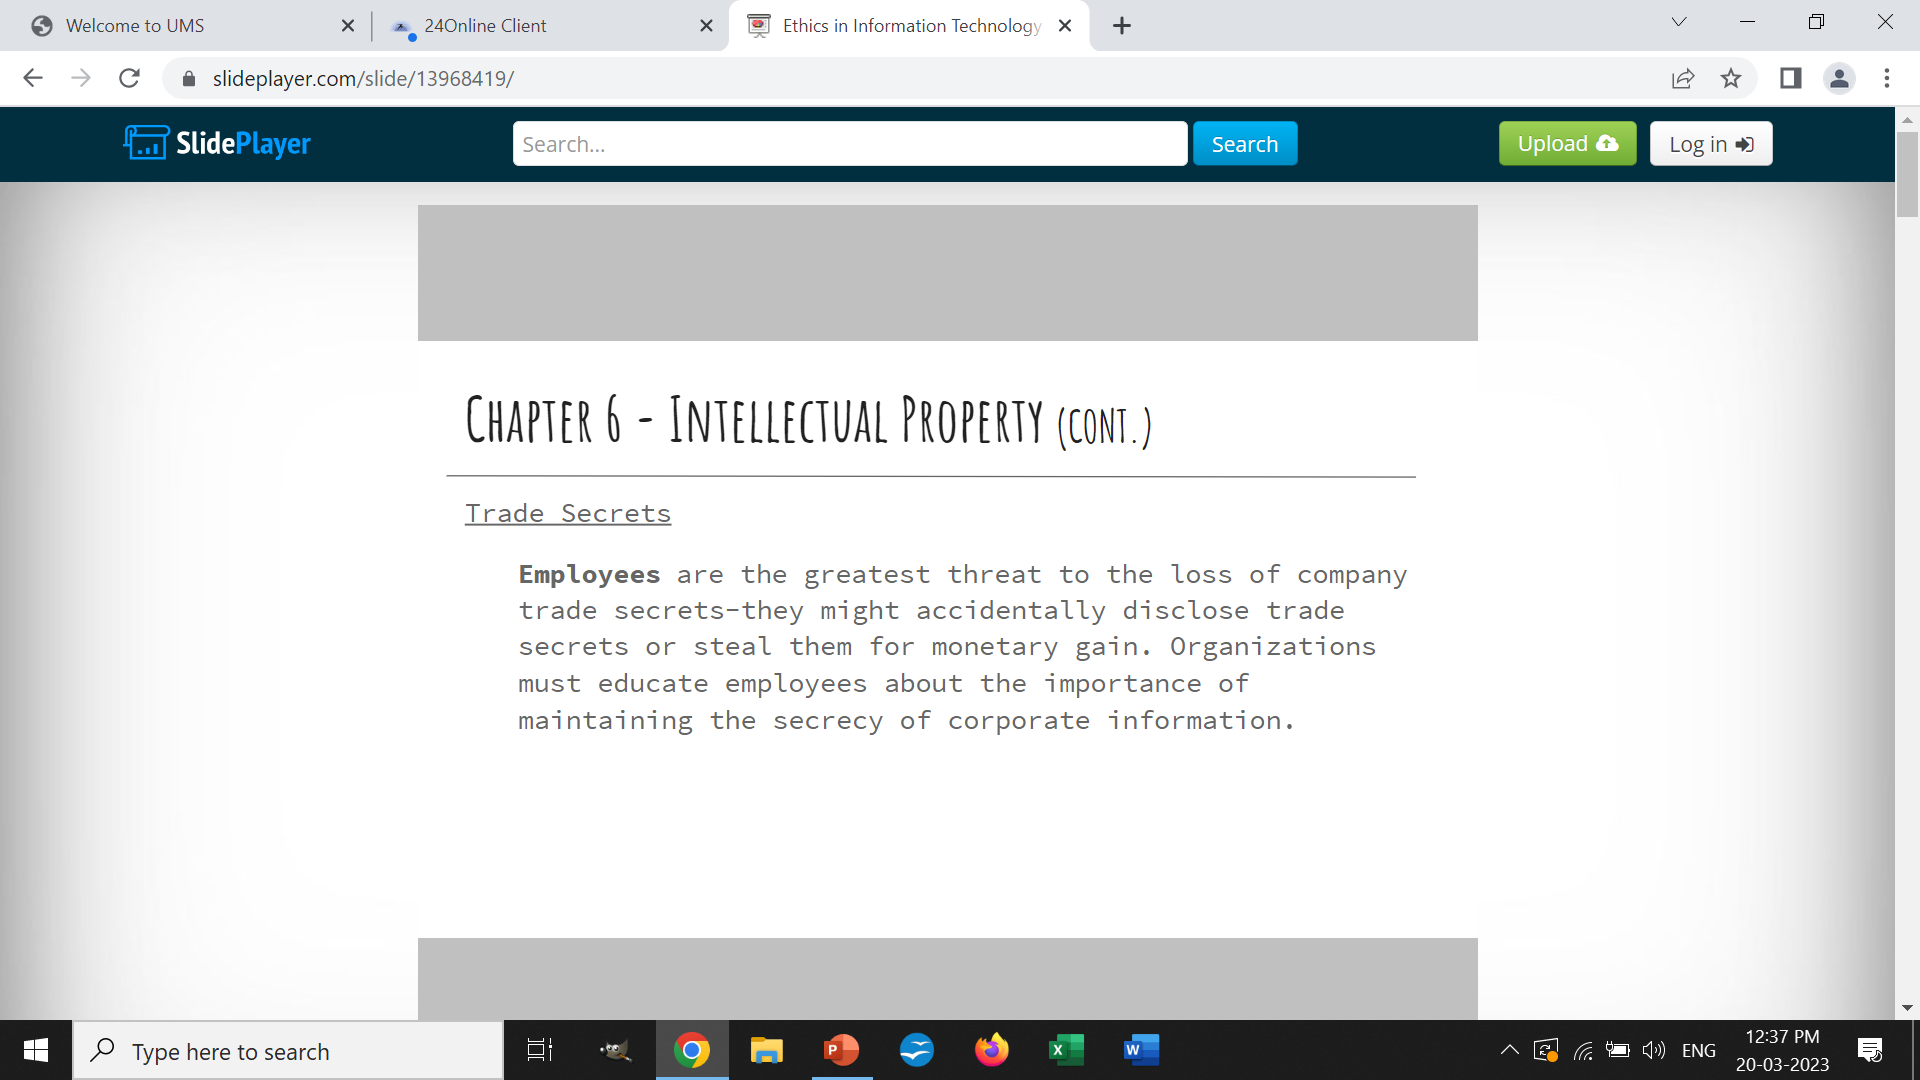 Welcome to UMS
24Online Client
Ethics in Information Technology
slideplayer.com/slide/13968419/
SlidePlayer
Search...
Search
Upload
Log in
Chapter 6 - Intellectual Property (cont.)
Trade Secrets
Employees are the greatest threat to the loss of company
trade secrets-they might accidentally disclose trade
secrets or steal them for monetary gain. Organizations
must educate employees about the importance of
maintaining the secrecy of corporate information.
Type here to search
ENG
12:37 PM
20-03-2023